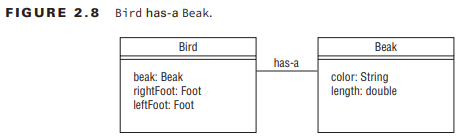 FIGURE 2.8 Bird has-a Beak.
Bird
has-a
Beak
beak: Beak
rightFoot: Foot
leftFoot: Foot
color: String
length: double